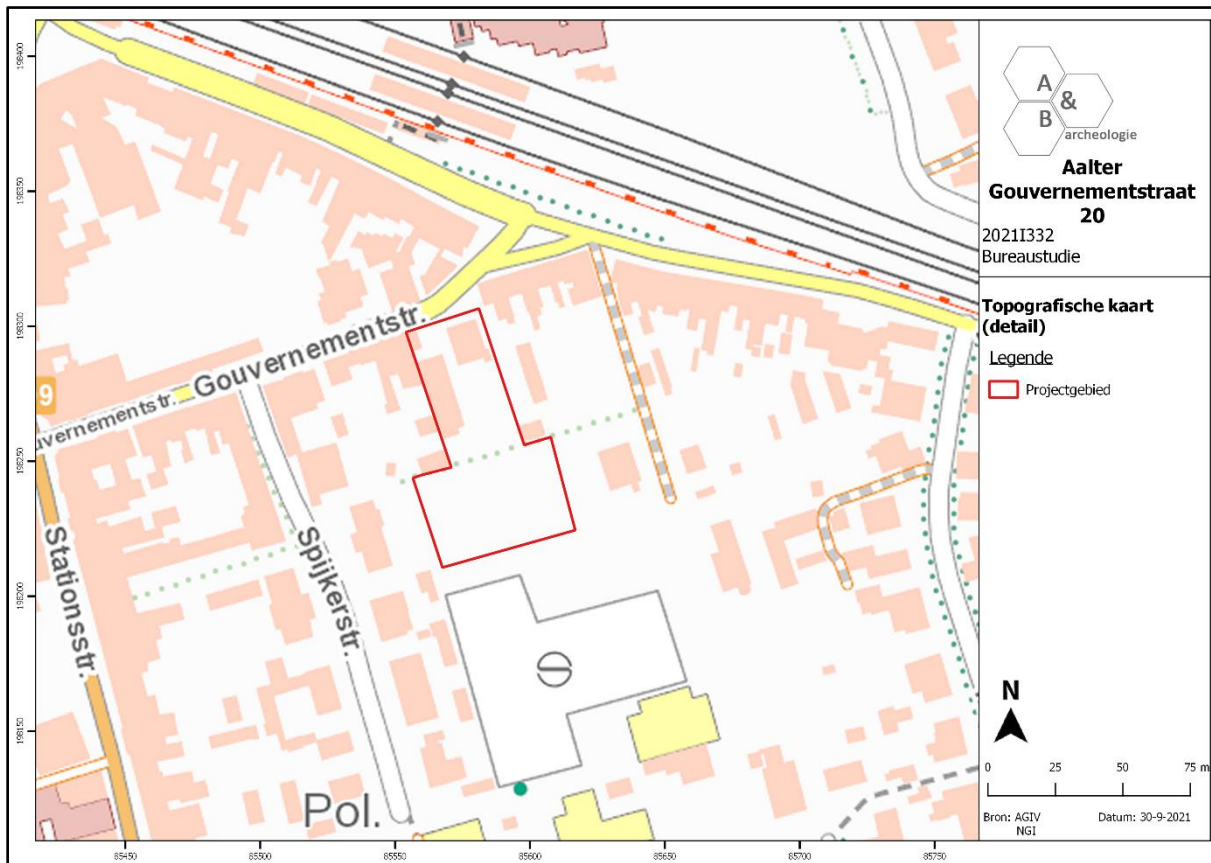 198400
198350
198300
198250
198200
198150
85450
85500
85550
85600
85650
85700
85750
9
Gouvernementstr.
uvernementstr.
Stationsstr.
Spijkerstr.
Pol.
A
&
B
archeologie
Aalter
Gouvernementstraat
20
2021I332
Bureaustudie
Topografische kaart
(detail)
Legende
Projectgebied
N
0 25 50 75 m
Bron: AGIV Datum: 30-9-2021
NGI